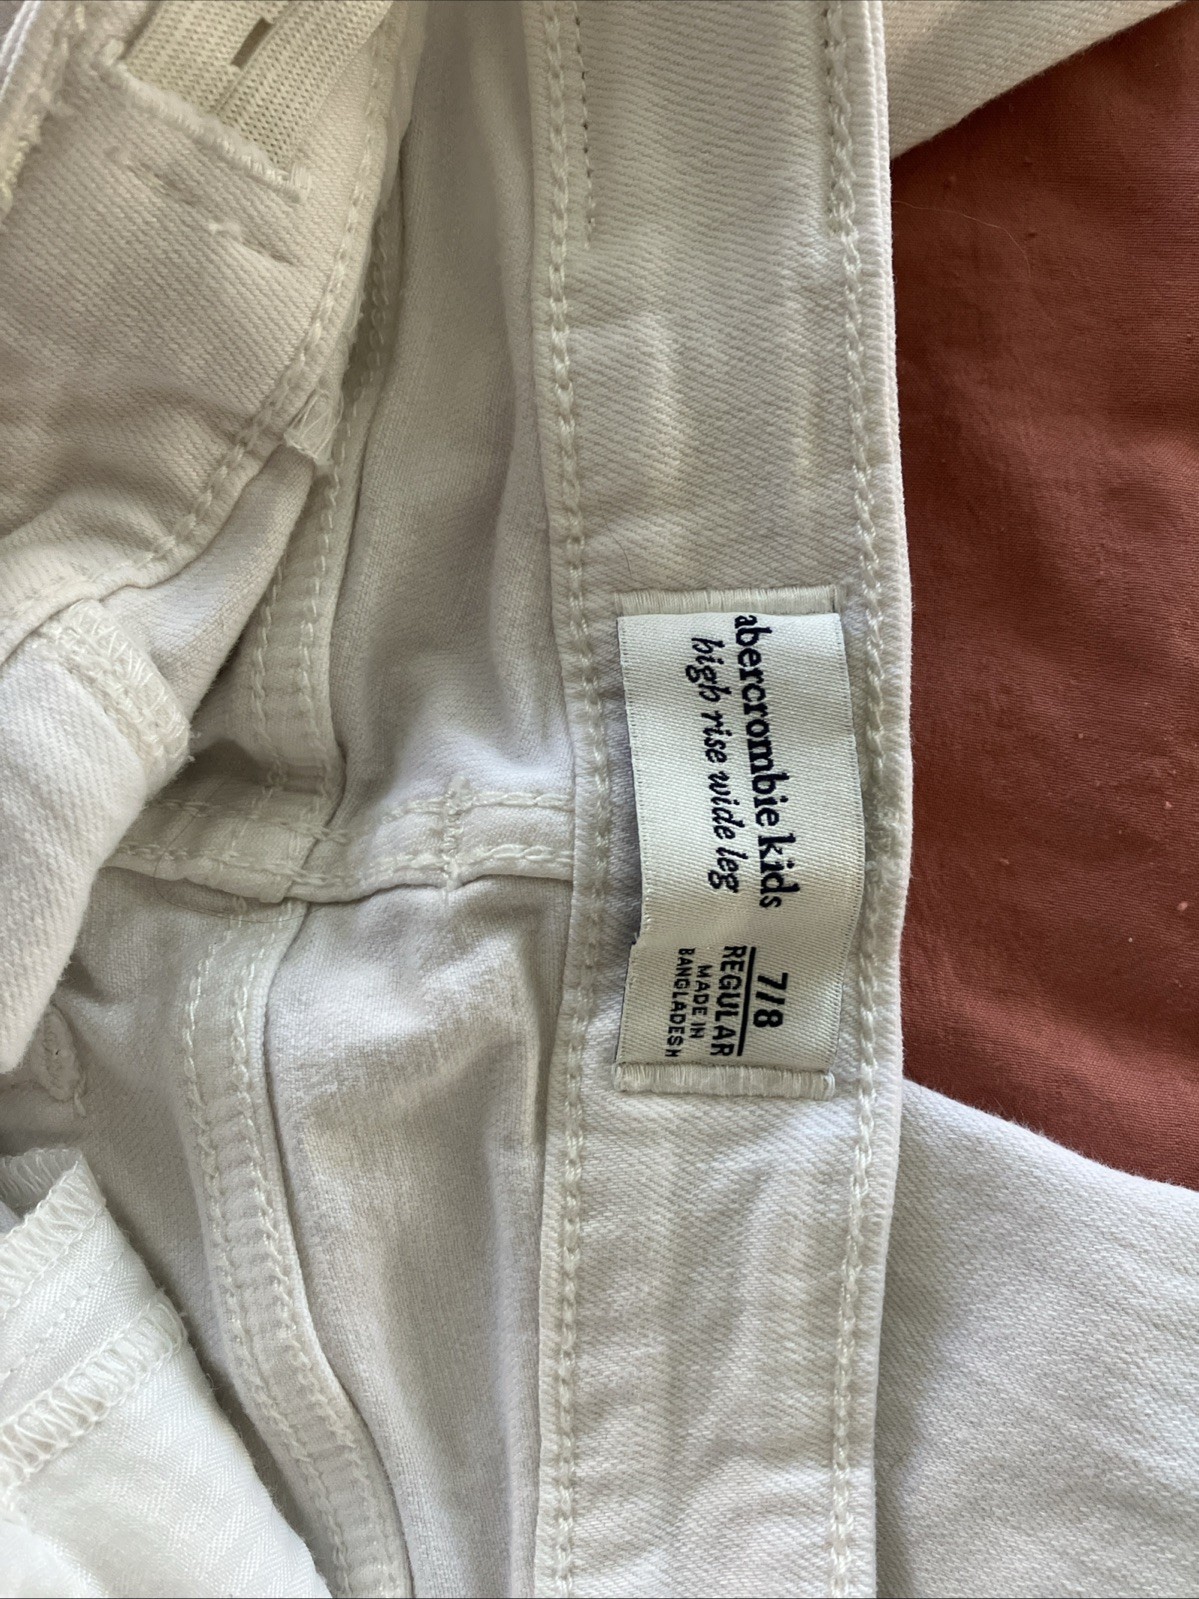 abercrombie kids
high rise wide leg
7/8
REGULAR
MADE IN
BANGLADESH